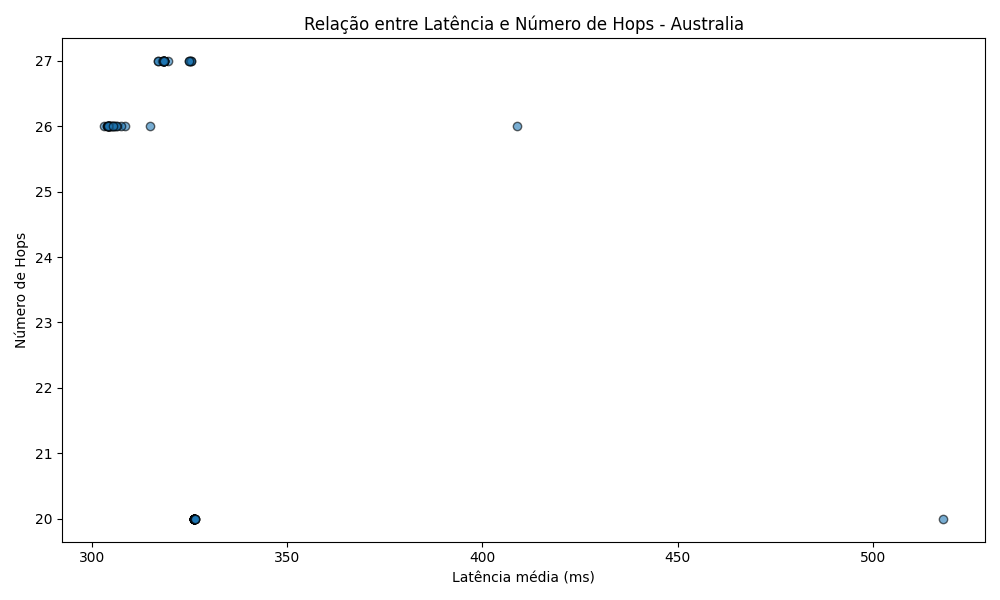 Relação entre Latência e Número de Hops - Australia
27
26
25
24
23
22
21
20
Número de Hops
300 350 400 450 500
Latência média (ms)